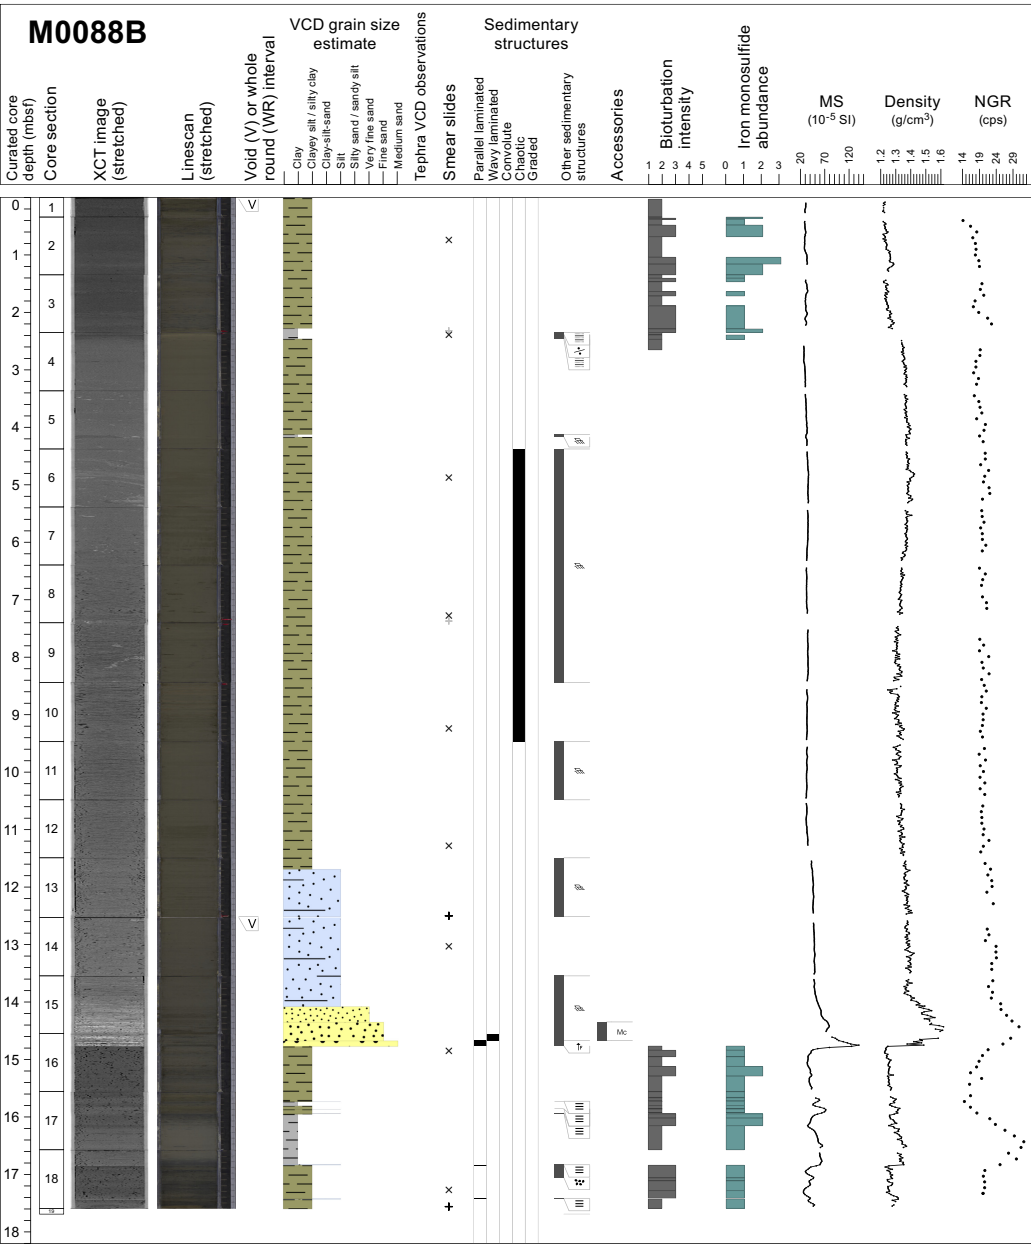 M0088B
Curated core
depth (mbsf)
Core section
XCT image
(stretched)
Linescan
(stretched)
Void (V) or whole
round (WR) interval
VCD grain size
estimate
Clay
Clayey silt / silty clay
Clay-silt-sand
Silt
Silty sand / sandy silt
Very fine sand
Fine sand
Medium sand
Tephra VCD observations
Smear slides
Sedimentary
structures
Parallel laminated
Wavy laminated
Convolute
Chaotic
Graded
Other sedimentary
structures
Accessories
Bioturbation
intensity
1 2 3 4 5
Iron monosulfide
abundance
0 1 2 3
MS
(10⁻⁵ SI)
20 70 120
Density
(g/cm³)
1.2 1.3 1.4 1.5 1.6
NGR
(cps)
14 19 24 29
0
1
2
3
4
5
6
7
8
9
10
11
12
13
14
15
16
17
18
1
2
3
4
5
6
7
8
9
10
11
12
13
14
15
16
17
18
19
V
V
Mc